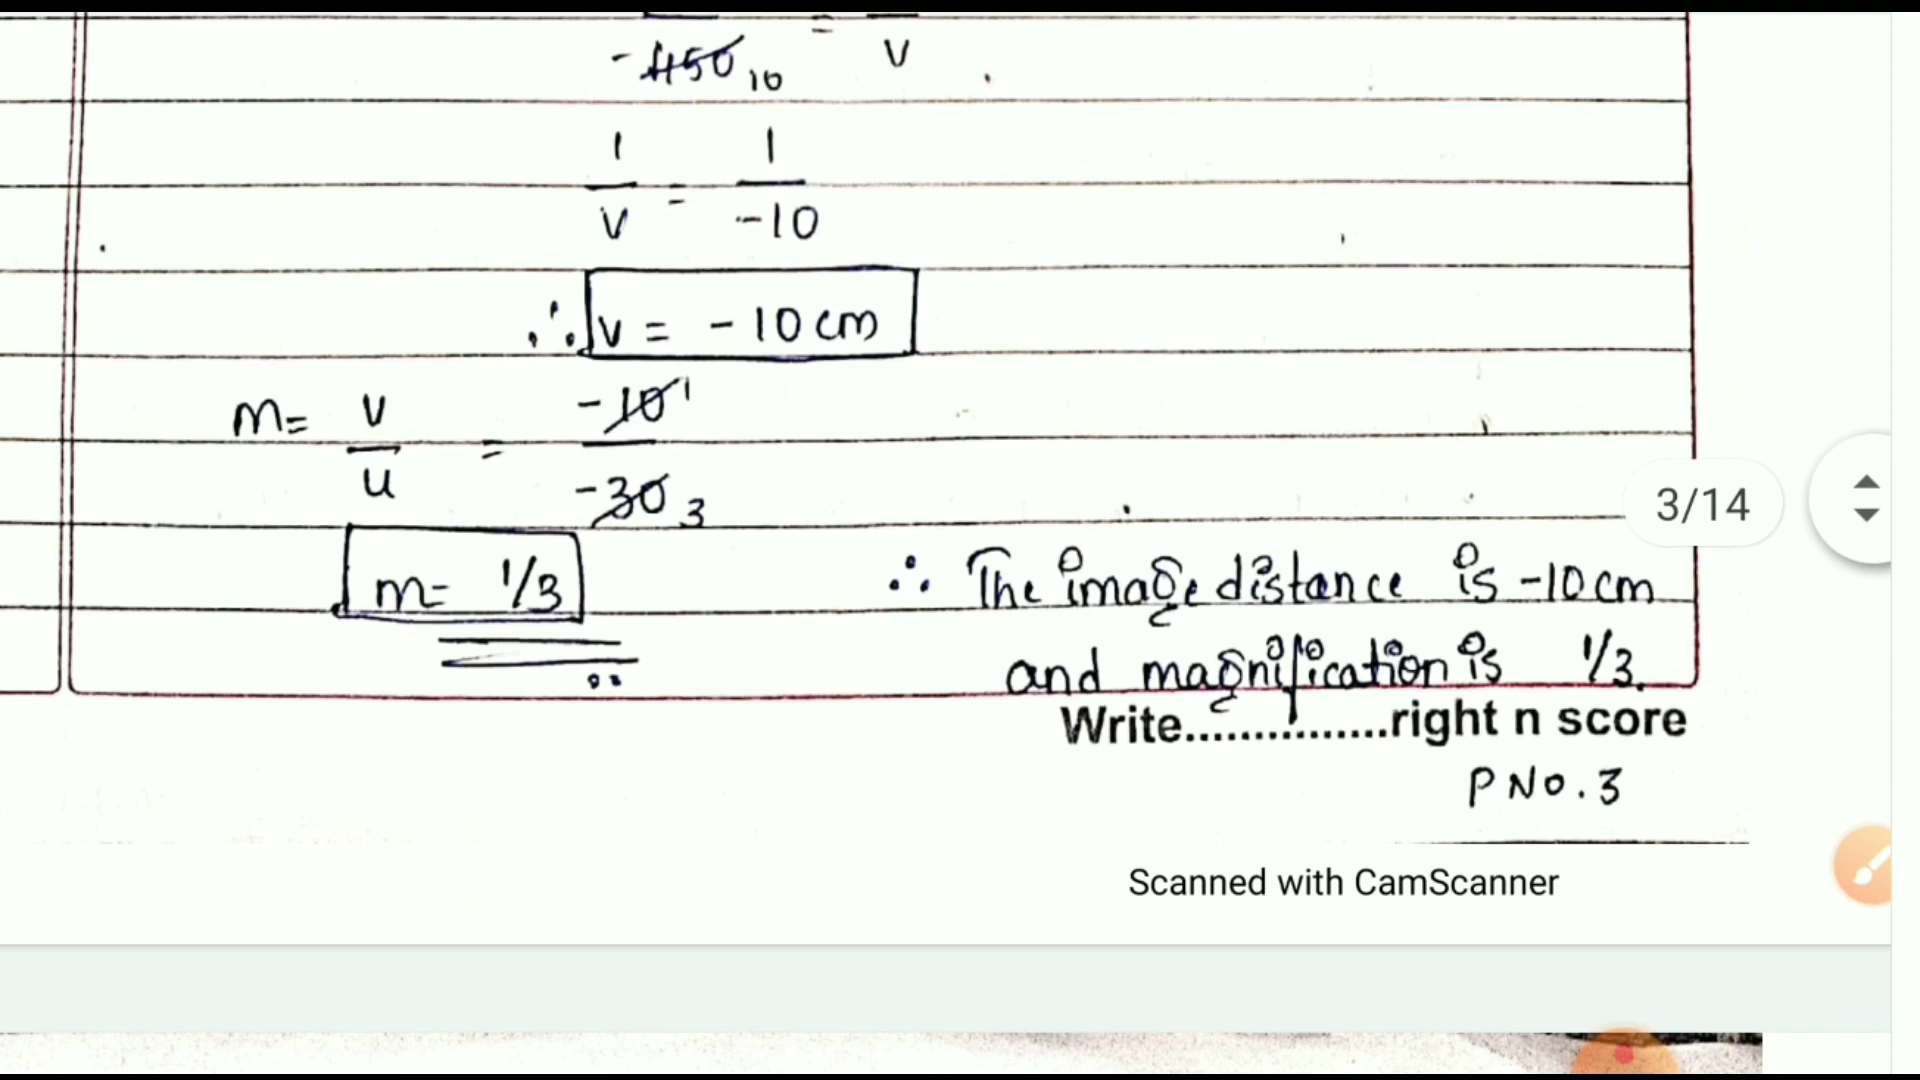 -450 10 = v
1/v = 1/-10
∴ v = -10 cm
m = v/u = -10 1/-30 3
m = 1/3
3/14
∴ The image distance is -10 cm
and magnification is 1/3.
Write...............right n score
P NO. 3
Scanned with CamScanner